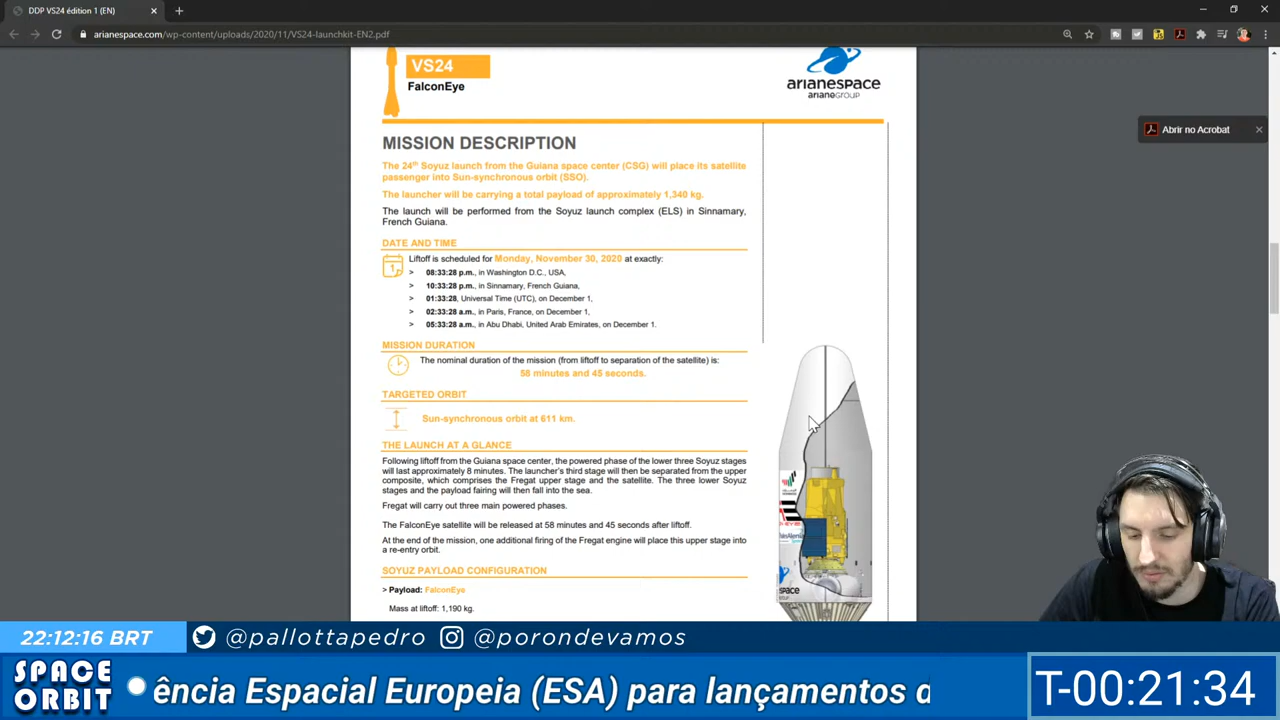 DDP VS24 édition 1 (EN)
arianespace.com/wp-content/uploads/2020/11/VS24-launchkit-EN2.pdf
VS24
FalconEye
arianespace
arianeGROUP
Abrir no Acrobat
MISSION DESCRIPTION
The 24th Soyuz launch from the Guiana space center (CSG) will place its satellite
passenger into Sun-synchronous orbit (SSO).
The launcher will be carrying a total payload of approximately 1,340 kg.
The launch will be performed from the Soyuz launch complex (ELS) in Sinnamary,
French Guiana.
DATE AND TIME
1
Liftoff is scheduled for Monday, November 30, 2020 at exactly:
> 08:33:28 p.m., in Washington D.C., USA,
> 10:33:28 p.m., in Sinnamary, French Guiana,
> 01:33:28, Universal Time (UTC), on December 1,
> 02:33:28 a.m., in Paris, France, on December 1,
> 05:33:28 a.m., in Abu Dhabi, United Arab Emirates, on December 1.
MISSION DURATION
The nominal duration of the mission (from liftoff to separation of the satellite) is:
58 minutes and 45 seconds.
TARGETED ORBIT
Sun-synchronous orbit at 611 km.
THE LAUNCH AT A GLANCE
Following liftoff from the Guiana space center, the powered phase of the lower three Soyuz stages
will last approximately 8 minutes. The launcher's third stage will then be separated from the upper
composite, which comprises the Fregat upper stage and the satellite. The three lower Soyuz
stages and the payload fairing will then fall into the sea.
Fregat will carry out three main powered phases.
The FalconEye satellite will be released at 58 minutes and 45 seconds after liftoff.
At the end of the mission, one additional firing of the Fregat engine will place this upper stage into
a re-entry orbit.
SOYUZ PAYLOAD CONFIGURATION
> Payload: FalconEye
Mass at liftoff: 1,190 kg.
22:12:16 BRT
@pallottapedro
@porondevamos
SPACE
ORBIT
ência Espacial Europeia (ESA) para lançamentos d
T-00:21:34